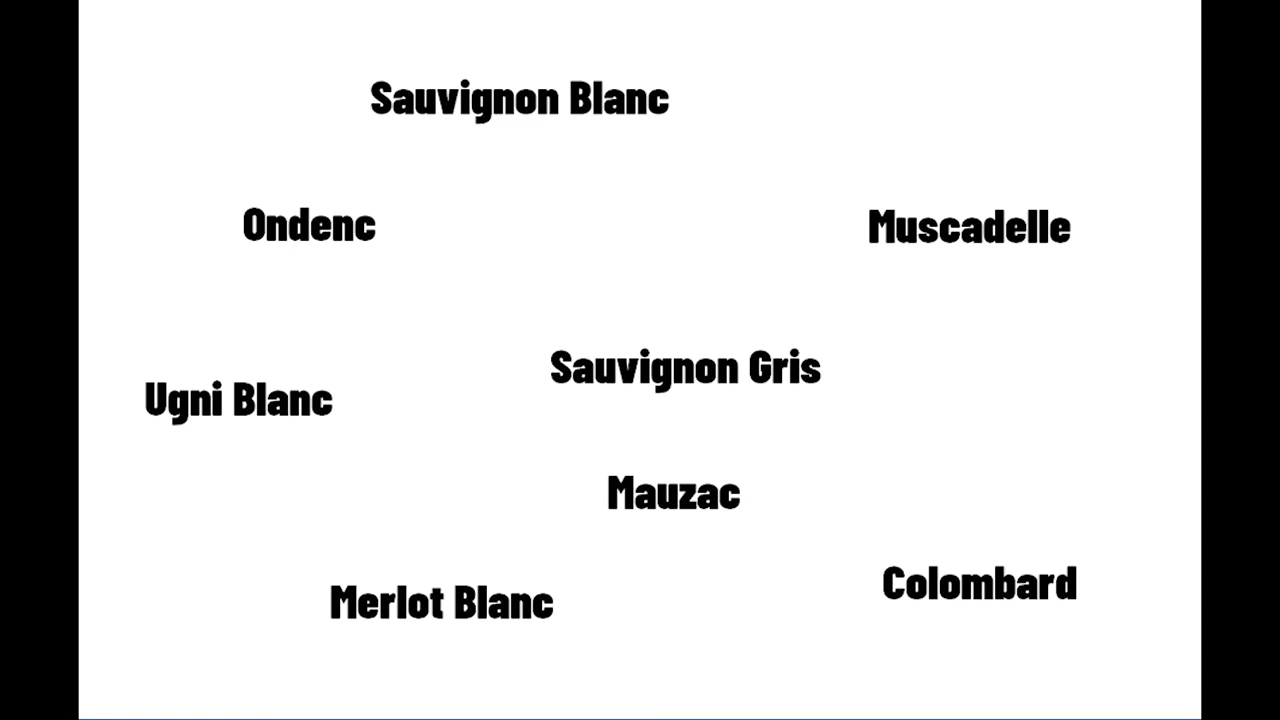 Sauvignon Blanc
Ondenc
Muscadelle
Sauvignon Gris
Ugni Blanc
Mauzac
Colombard
Merlot Blanc